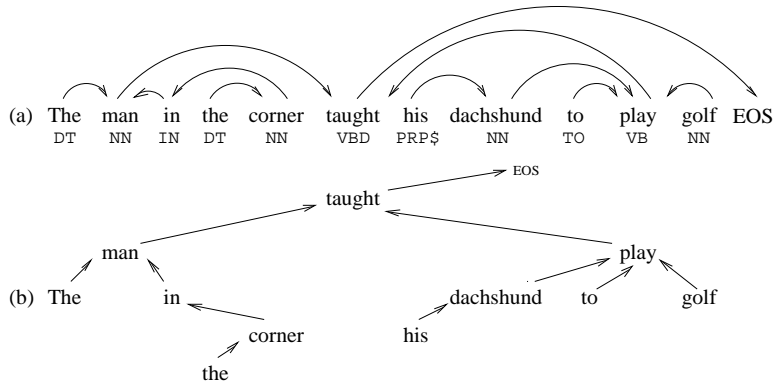 (a) The man in the corner taught his dachshund to play golf EOS
DT NN IN DT NN VBD PRP$ NN TO VB NN
EOS
taught
man play
(b) The in dachshund to golf
corner his
the